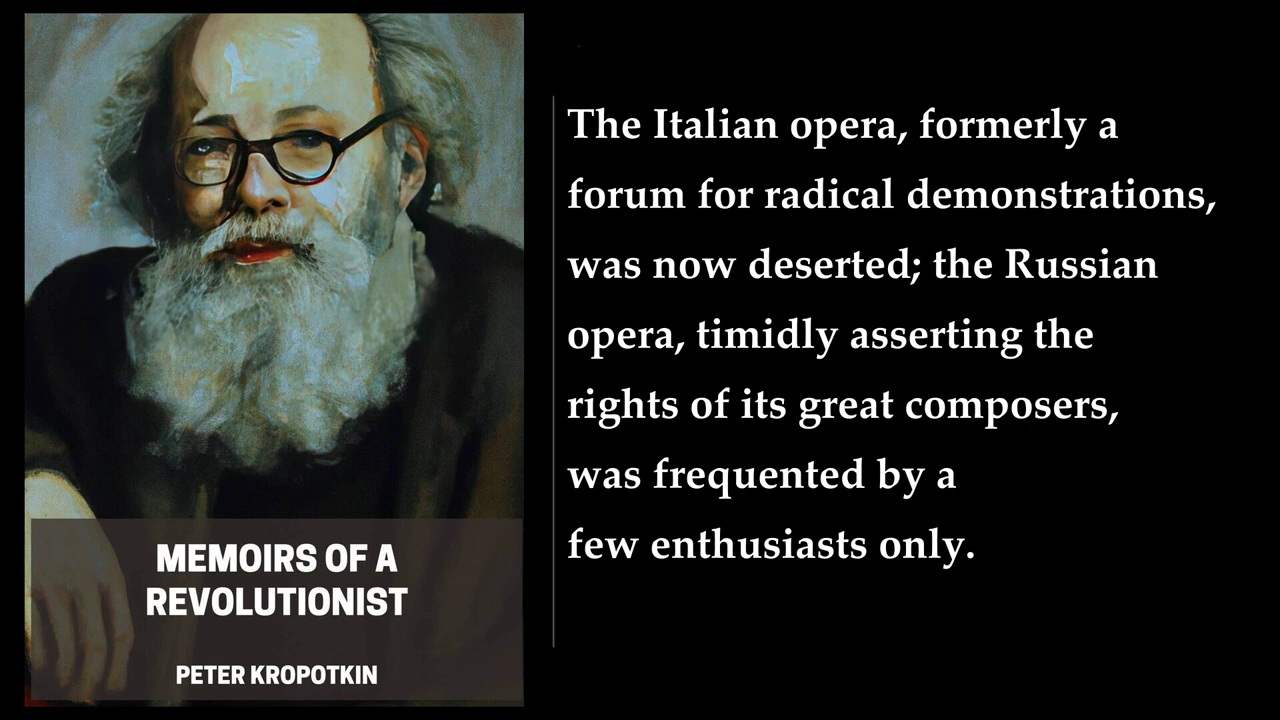 MEMOIRS OF A
REVOLUTIONIST
PETER KROPOTKIN
The Italian opera, formerly a
forum for radical demonstrations,
was now deserted; the Russian
opera, timidly asserting the
rights of its great composers,
was frequented by a
few enthusiasts only.